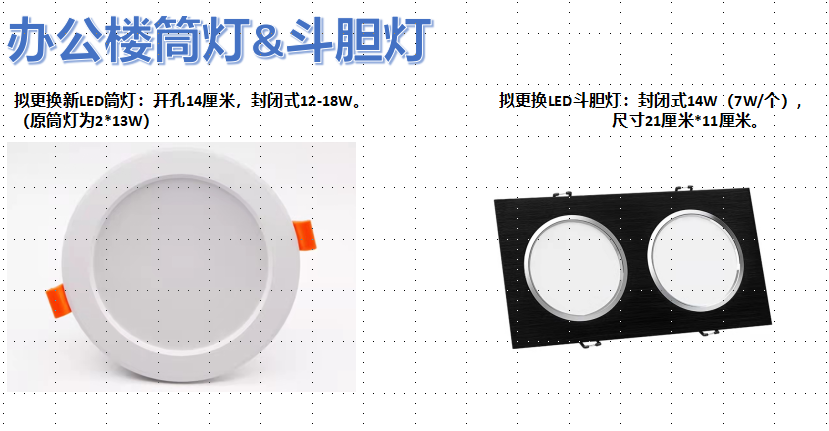 办公楼筒灯&斗胆灯
拟更换新LED筒灯：开孔14厘米，封闭式12-18W。
（原筒灯为2*13W）
拟更换LED斗胆灯：封闭式14W（7W/个），
尺寸21厘米*11厘米。